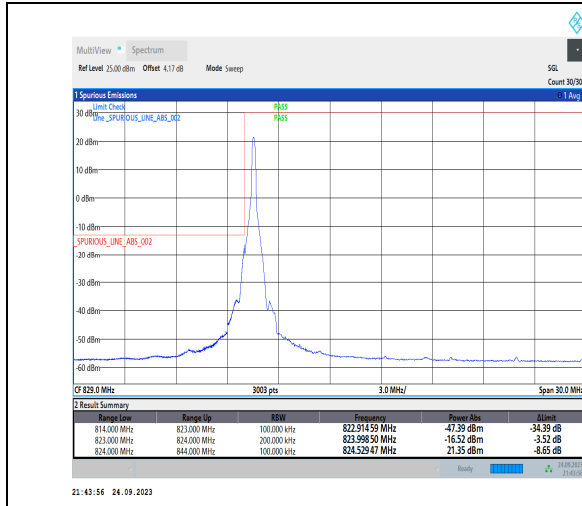 MultiView Spectrum
Ref Level 25.00 dBm Offset 4.17 dB Mode Sweep SGL
Count 30/30
1 Spurious Emissions 1 Avg
Limit Check PASS
Line _SPURIOUS_LINE_ABS_002 PASS
30 dBm
20 dBm
10 dBm
0 dBm
-10 dBm
_SPURIOUS_LINE_ABS_002
-20 dBm
-30 dBm
-40 dBm
-50 dBm
-60 dBm
CF 829.0 MHz 3003 pts 3.0 MHz/ Span 30.0 MHz
2 Result Summary
Range Low Range Up RBW Frequency Power Abs ΔLimit
814.000 MHz 823.000 MHz 100.000 kHz 822.91459 MHz -47.39 dBm -34.39 dB
823.000 MHz 824.000 MHz 200.000 kHz 823.99850 MHz -16.52 dBm -3.52 dB
824.000 MHz 844.000 MHz 100.000 kHz 824.52947 MHz 21.35 dBm -8.65 dB
Ready 24.09.2023
21:43:56
21:43:56 24.09.2023